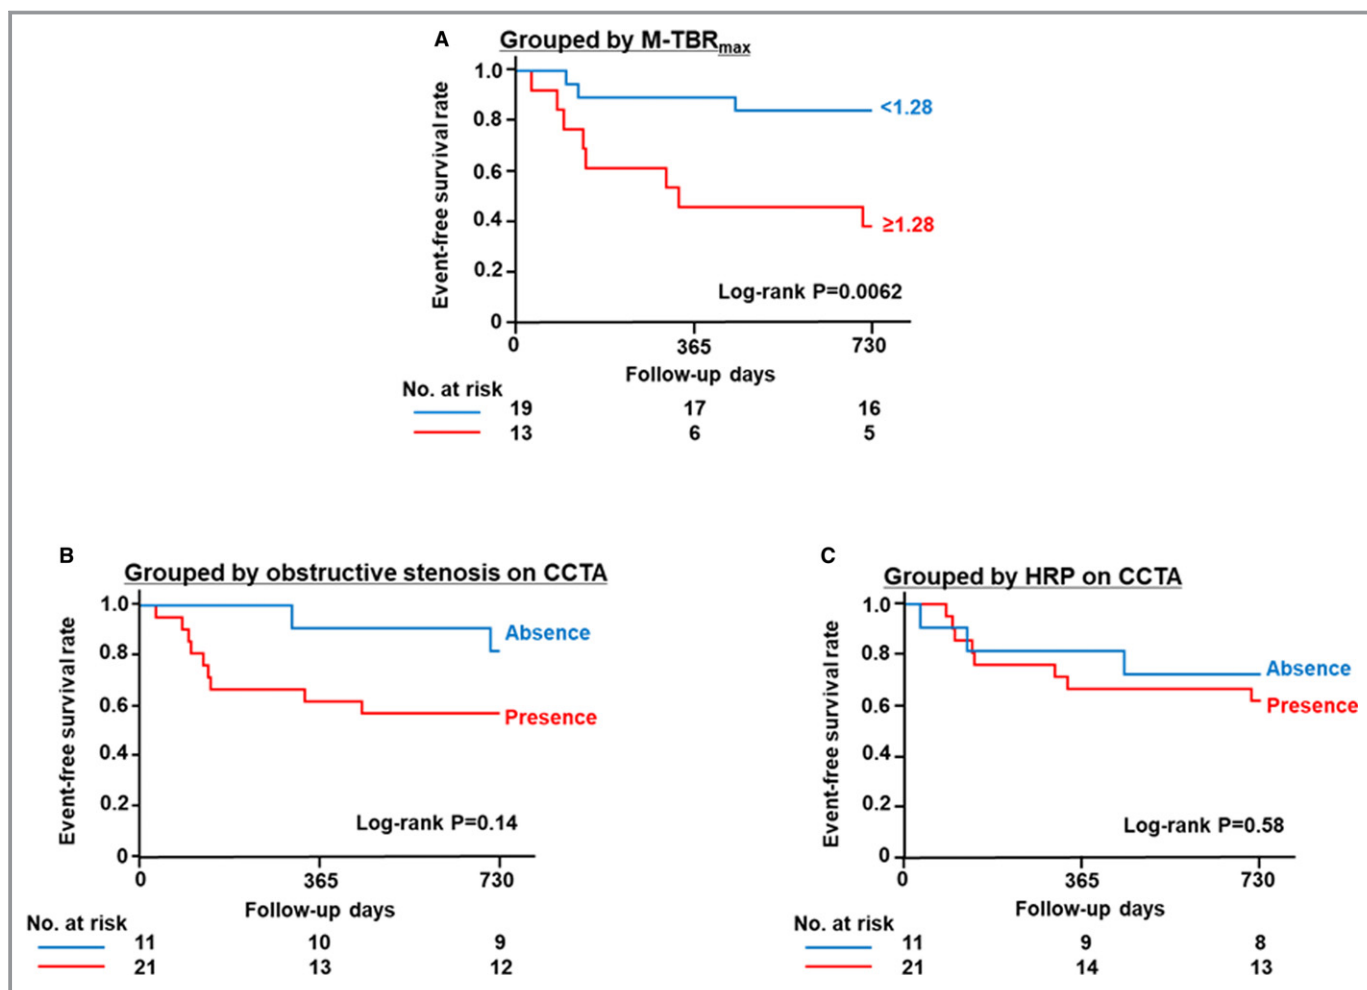 A
Grouped by M-TBRmax
Event-free survival rate
1.0
0.8
0.6
0.4
0.2
0
<1.28
≥1.28
Log-rank P=0.0062
0 365 730
Follow-up days
No. at risk
19 17 16
13 6 5
B
Grouped by obstructive stenosis on CCTA
Event-free survival rate
1.0
0.8
0.6
0.4
0.2
0
Absence
Presence
Log-rank P=0.14
0 365 730
Follow-up days
No. at risk
11 10 9
21 13 12
C
Grouped by HRP on CCTA
Event-free survival rate
1.0
0.8
0.6
0.4
0.2
0
Absence
Presence
Log-rank P=0.58
0 365 730
Follow-up days
No. at risk
11 9 8
21 14 13